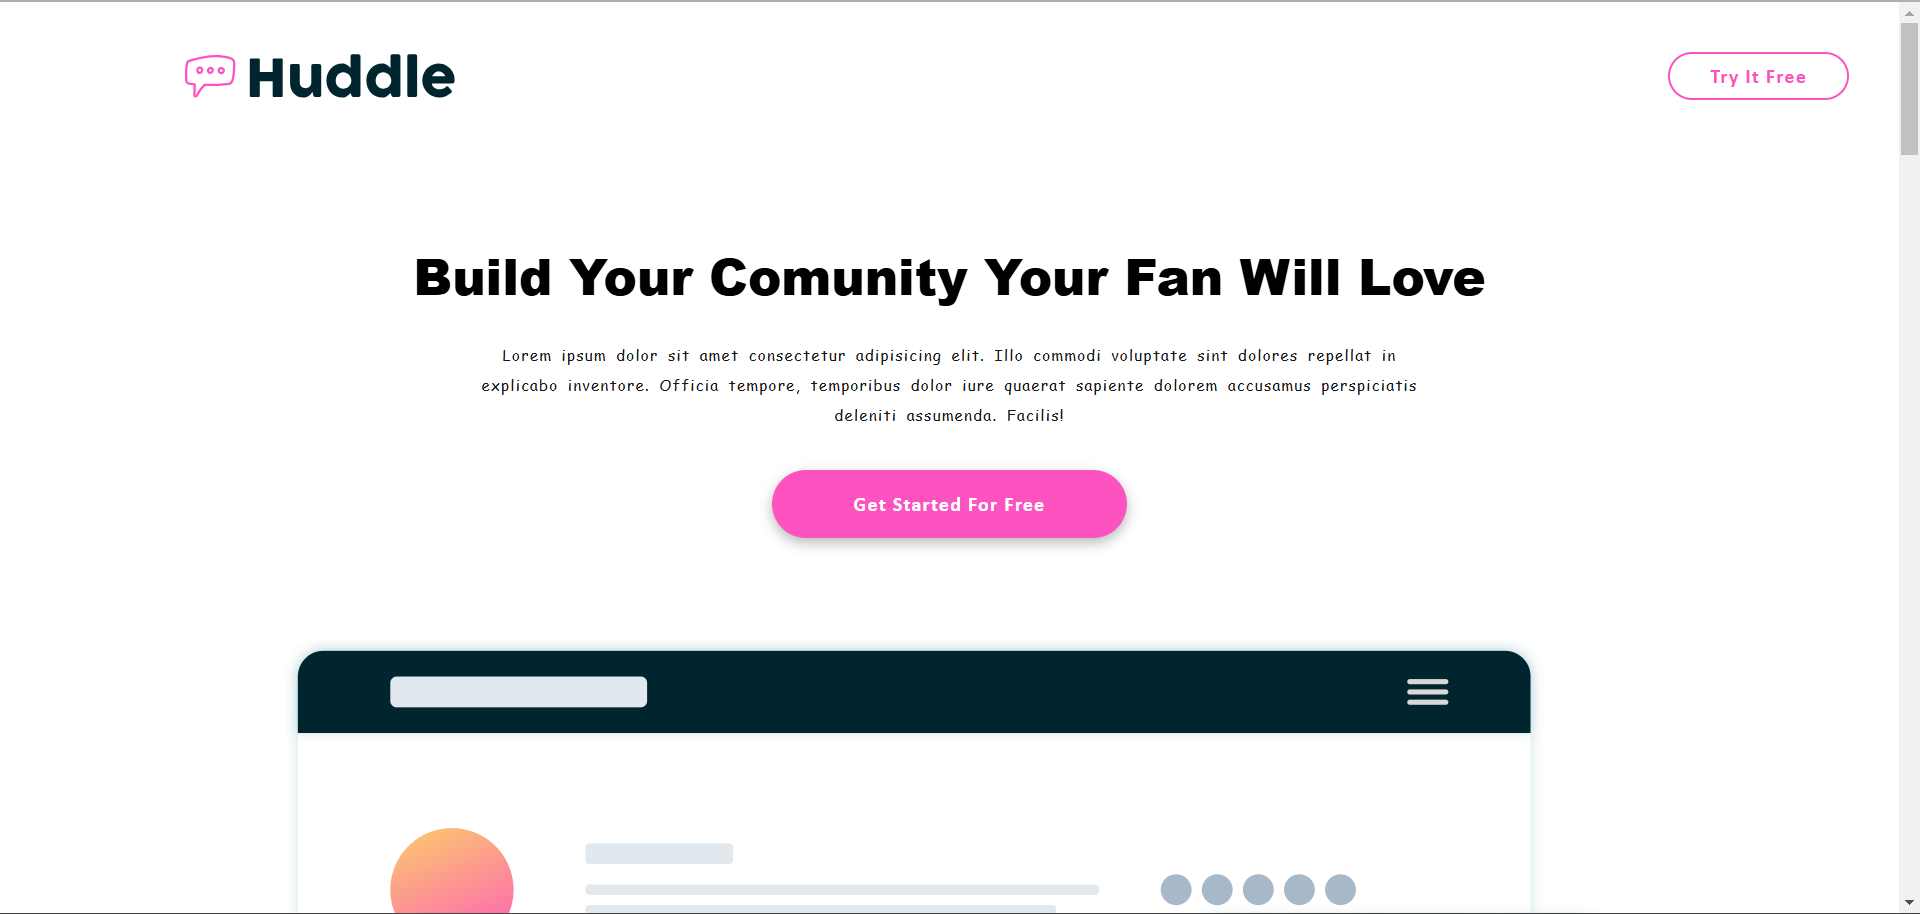 Huddle
Try It Free
Build Your Comunity Your Fan Will Love
Lorem ipsum dolor sit amet consectetur adipisicing elit. Illo commodi voluptate sint dolores repellat in
explicabo inventore. Officia tempore, temporibus dolor iure quaerat sapiente dolorem accusamus perspiciatis
deleniti assumenda. Facilis!
Get Started For Free